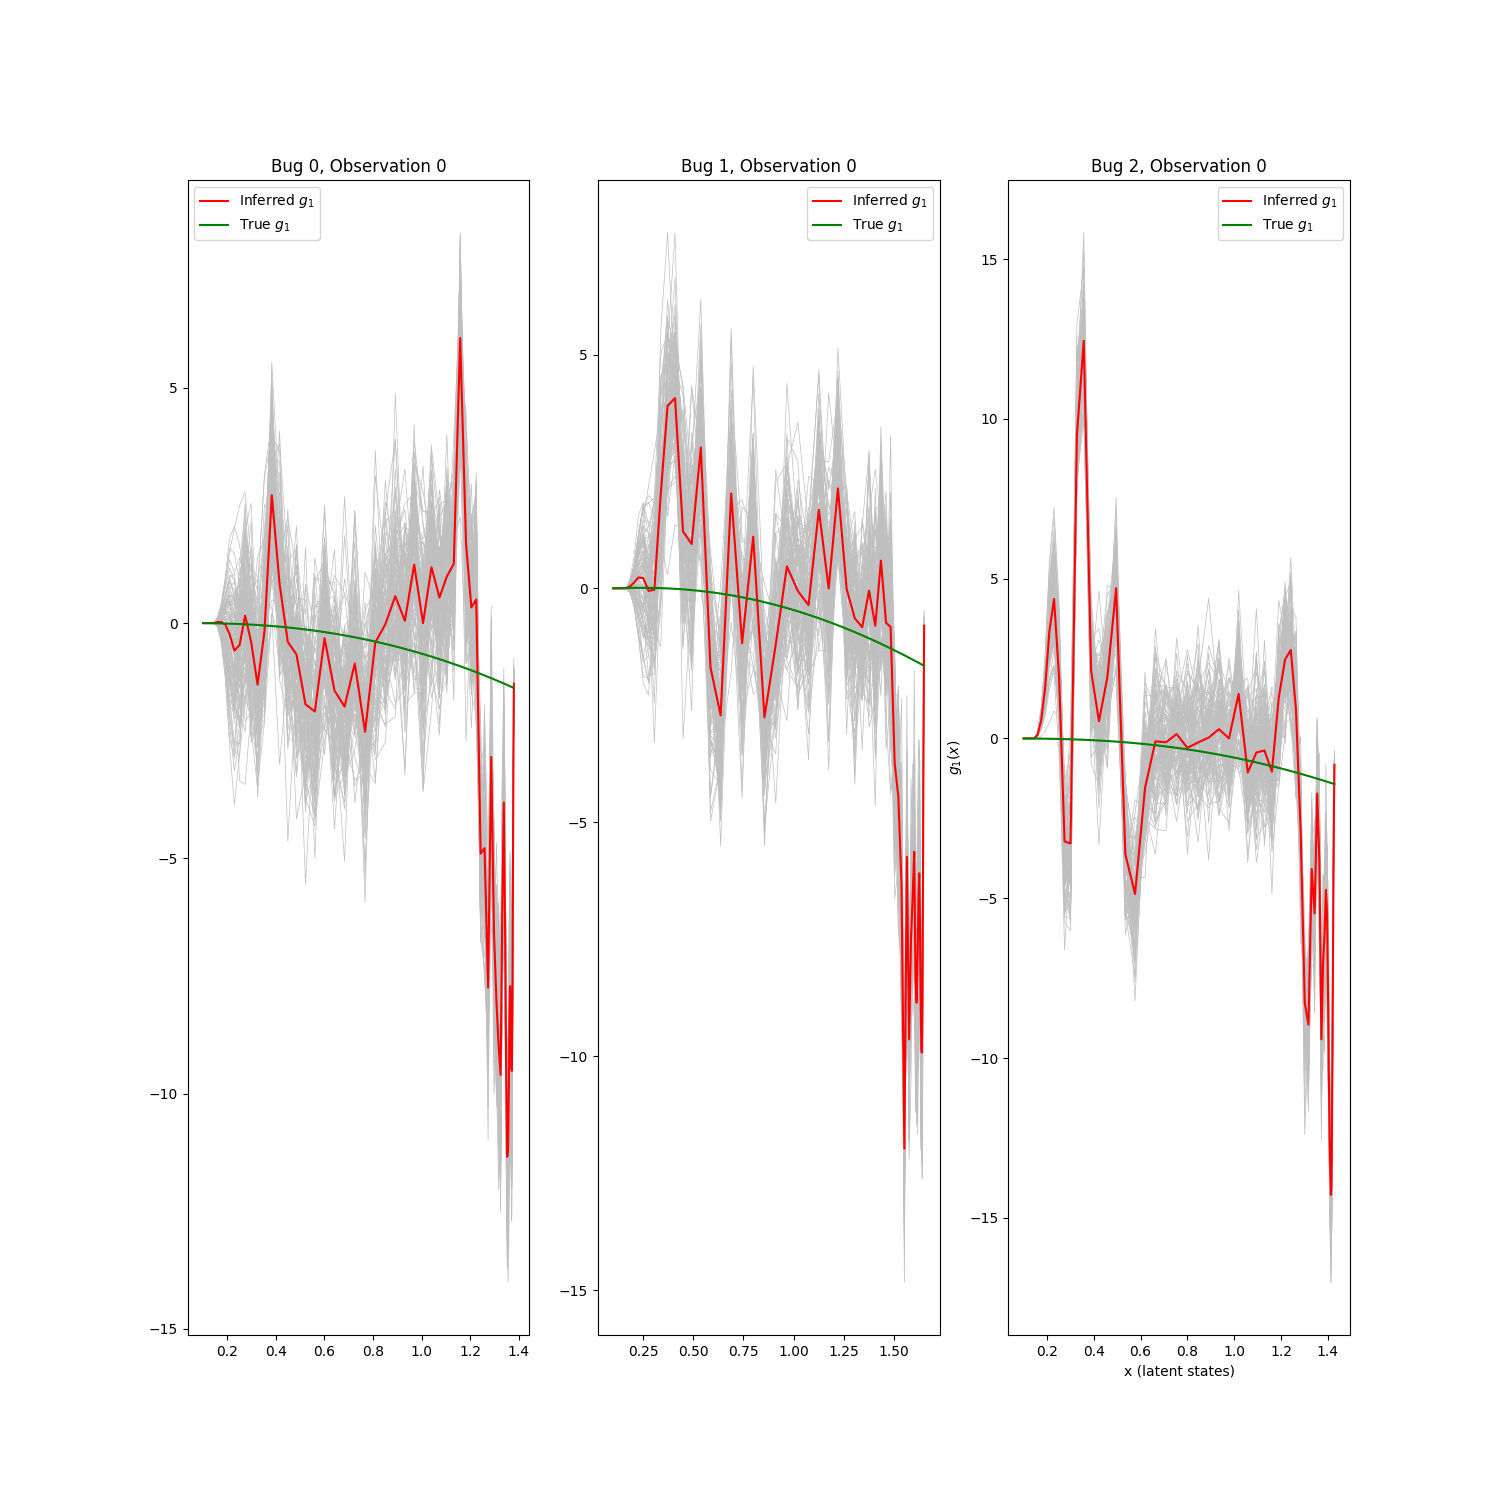 Bug 0, Observation 0
Inferred g₁
True g₁
5
0
−5
−10
−15
0.2 0.4 0.6 0.8 1.0 1.2 1.4
Bug 1, Observation 0
Inferred g₁
True g₁
5
0
−5
−10
−15
0.25 0.50 0.75 1.00 1.25 1.50
Bug 2, Observation 0
Inferred g₁
True g₁
g₁(x)
15
10
5
0
−5
−10
−15
0.2 0.4 0.6 0.8 1.0 1.2 1.4
x (latent states)